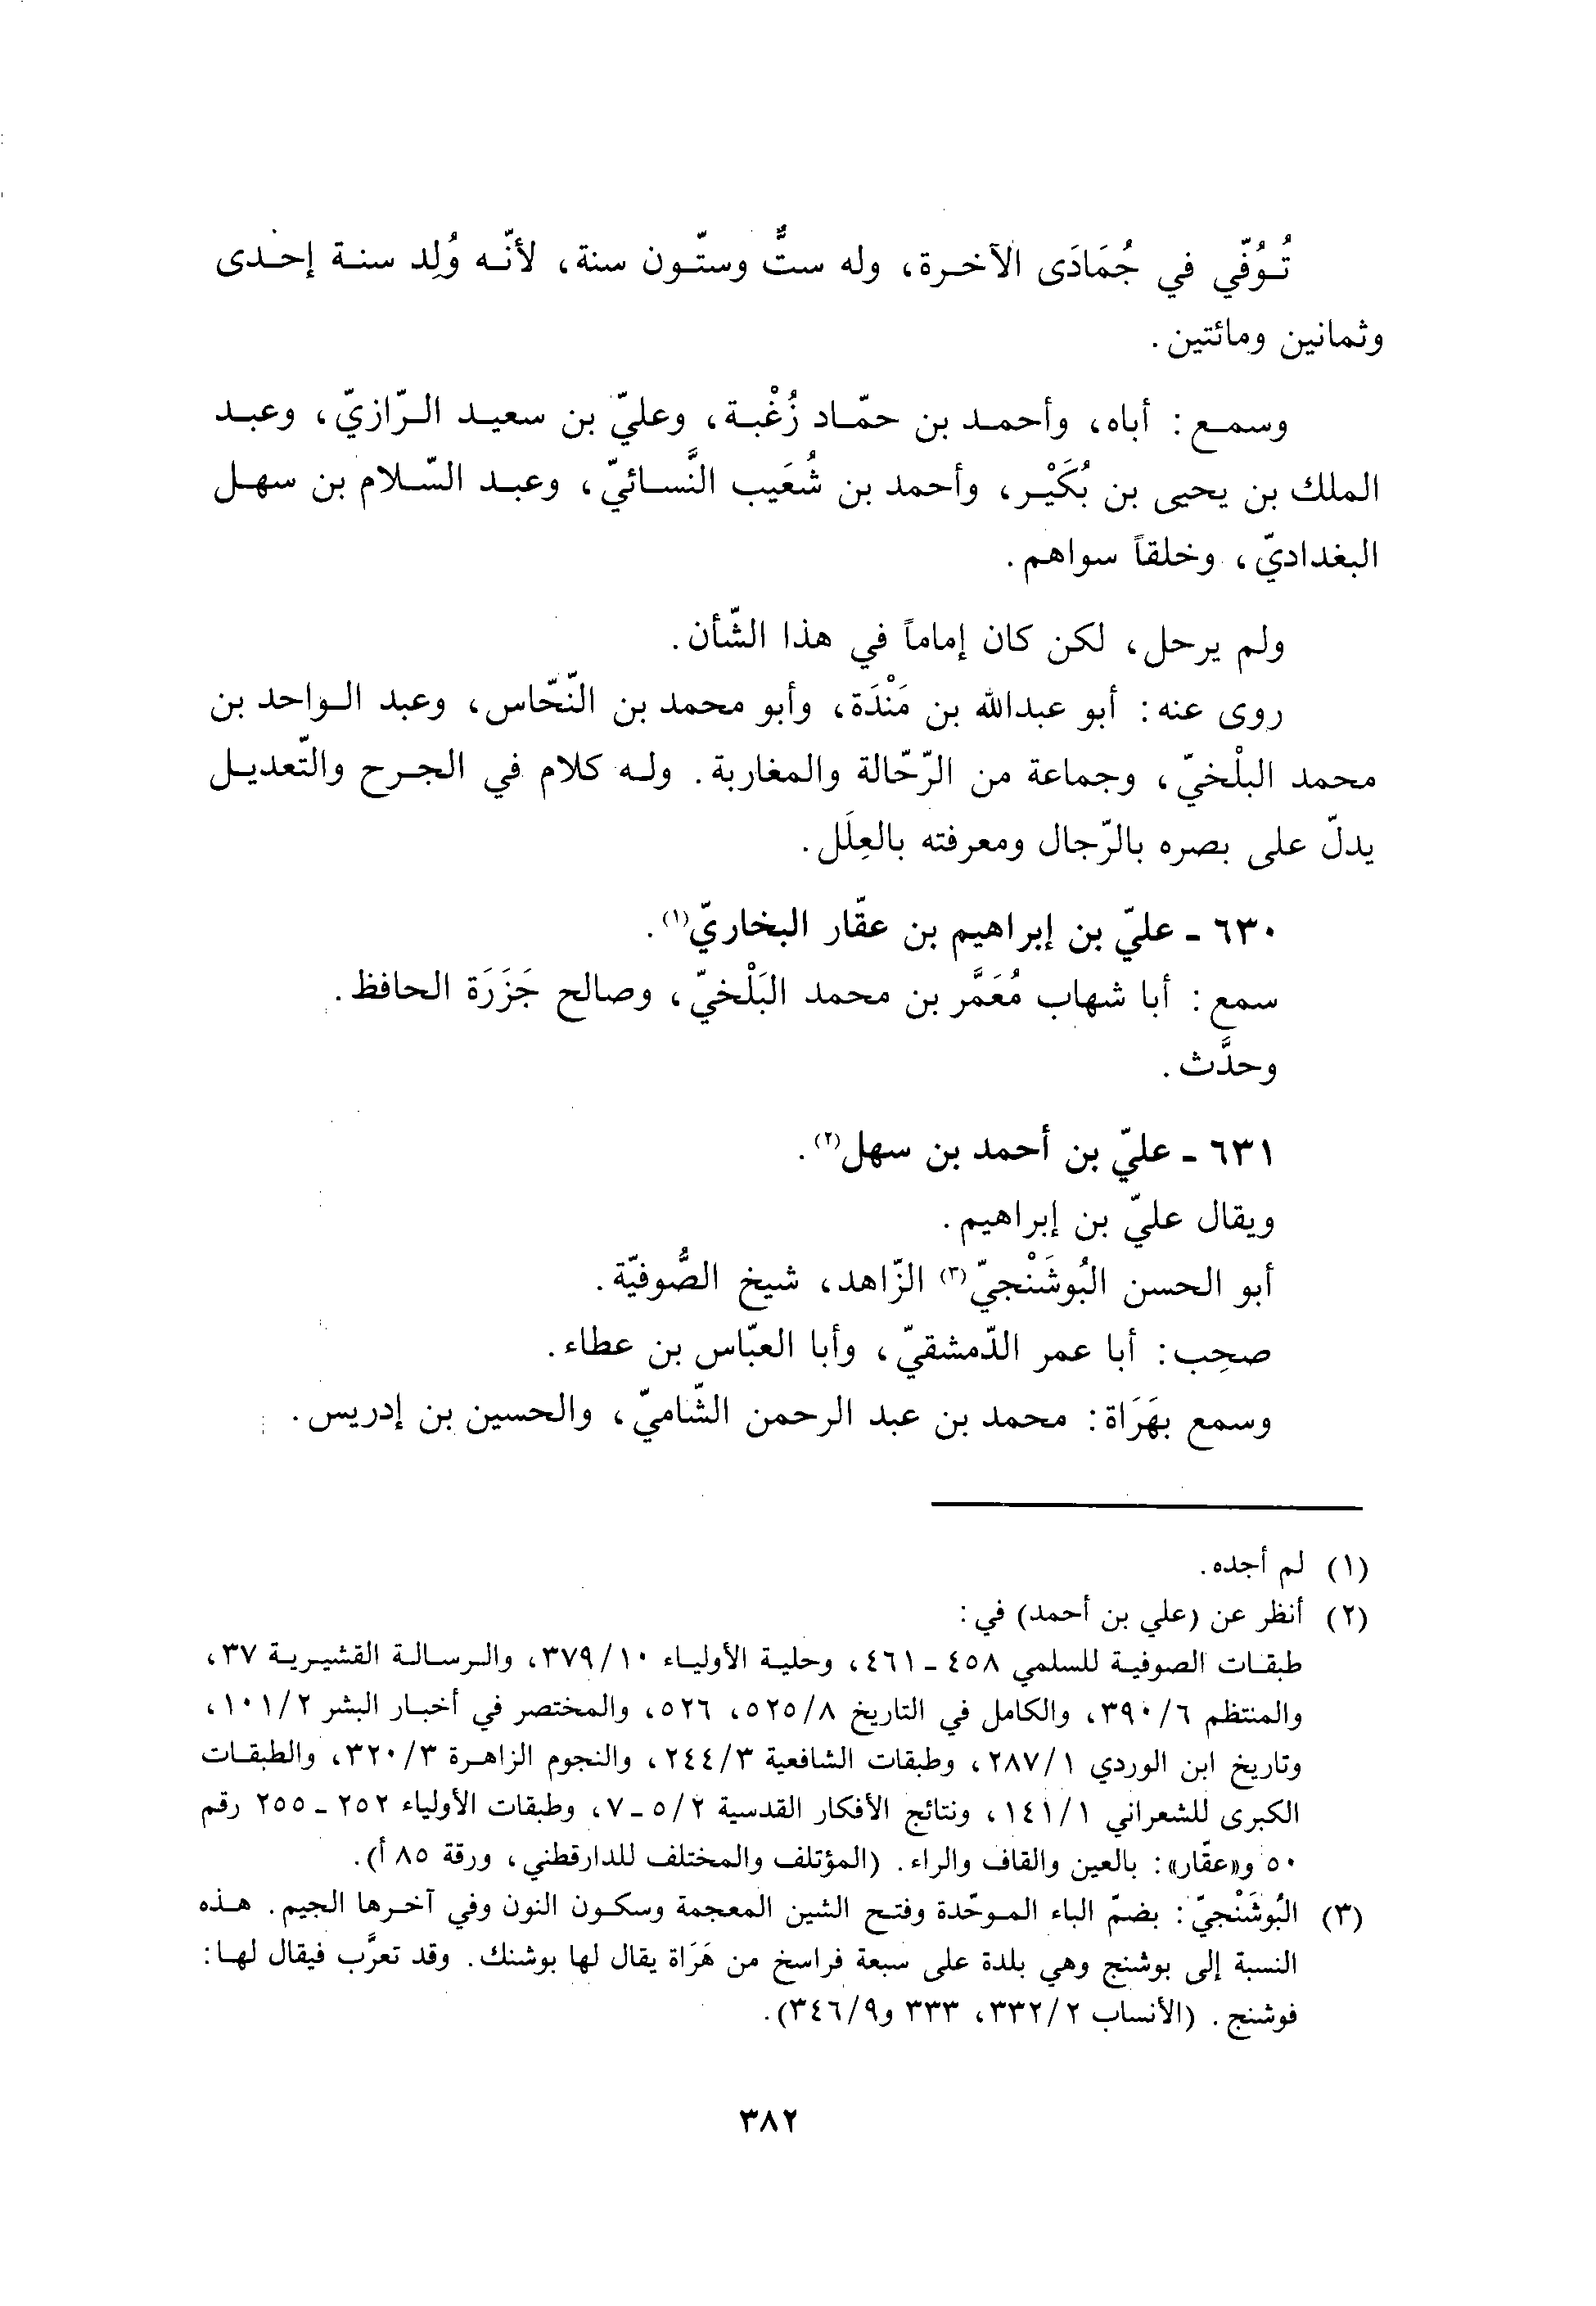 تُوُفّي في جُمَادَى الآخرة، وله ستٌّ وستّون سنة، لأنّه وُلِد سنة إحدى
وثمانين ومائتين.
وسمع: أباه، وأحمد بن حمّاد زُغْبة، وعليّ بن سعيد الرّازيّ، وعبد
الملك بن يحيى بن بُكَيْر، وأحمد بن شُعَيب النَّسائيّ، وعبد السّلام بن سهل
البغداديّ، وخلقاً سواهم.
ولم يرحل، لكن كان إماماً في هذا الشّأن.
روى عنه: أبو عبدالله بن مَنْدَة، وأبو محمد بن النّحّاس، وعبد الواحد بن
محمد البلْخيّ، وجماعة من الرّحّالة والمغاربة. وله كلام في الجرح والتّعديل
يدلّ على بصره بالرّجال ومعرفته بالعِلَل.
٦٣٠ - عليّ بن إبراهيم بن عقّار البخاريّ(١).
سمع: أبا شهاب مُعَمَّر بن محمد البَلْخيّ، وصالح جَزَرَة الحافظ.
وحدَّث.
٦٣١ - عليّ بن أحمد بن سهل(٢).
ويقال عليّ بن إبراهيم.
أبو الحسن البُوشَنْجيّ(٣) الزّاهد، شيخ الصُّوفيّة.
صحِب: أبا عمر الدّمشقيّ، وأبا العبّاس بن عطاء.
وسمع بهَرَاة: محمد بن عبد الرحمن الشّاميّ، والحسين بن إدريس.
(١) لم أجده.
(٢) أنظر عن (علي بن أحمد) في:
طبقات الصوفية للسلمي ٤٥٨ - ٤٦١، وحلية الأولياء ٣٧٩/١٠، والرسالة القشيرية ٣٧،
والمنتظم ٣٩٠/٦، والكامل في التاريخ ٥٢٥/٨، ٥٢٦، والمختصر في أخبار البشر ١٠١/٢،
وتاريخ ابن الوردي ٢٨٧/١، وطبقات الشافعية ٢٤٤/٣، والنجوم الزاهرة ٣٢٠/٣، والطبقات
الكبرى للشعراني ١٤١/١، ونتائج الأفكار القدسية ٥/٢ - ٧، وطبقات الأولياء ٢٥٢ - ٢٥٥ رقم
٥٠ و«عقّار»: بالعين والقاف والراء. (المؤتلف والمختلف للدارقطني، ورقة ٨٥ أ).
(٣) البُوشَنْجيّ: بضمّ الباء الموحّدة وفتح الشين المعجمة وسكون النون وفي آخرها الجيم. هذه
النسبة إلى بوشنج وهي بلدة على سبعة فراسخ من هَرَاة يقال لها بوشنك. وقد تعرَّب فيقال لها:
فوشنج. (الأنساب ٣٣٢/٢، ٣٣٣ و٣٤٦/٩).
٣٨٢